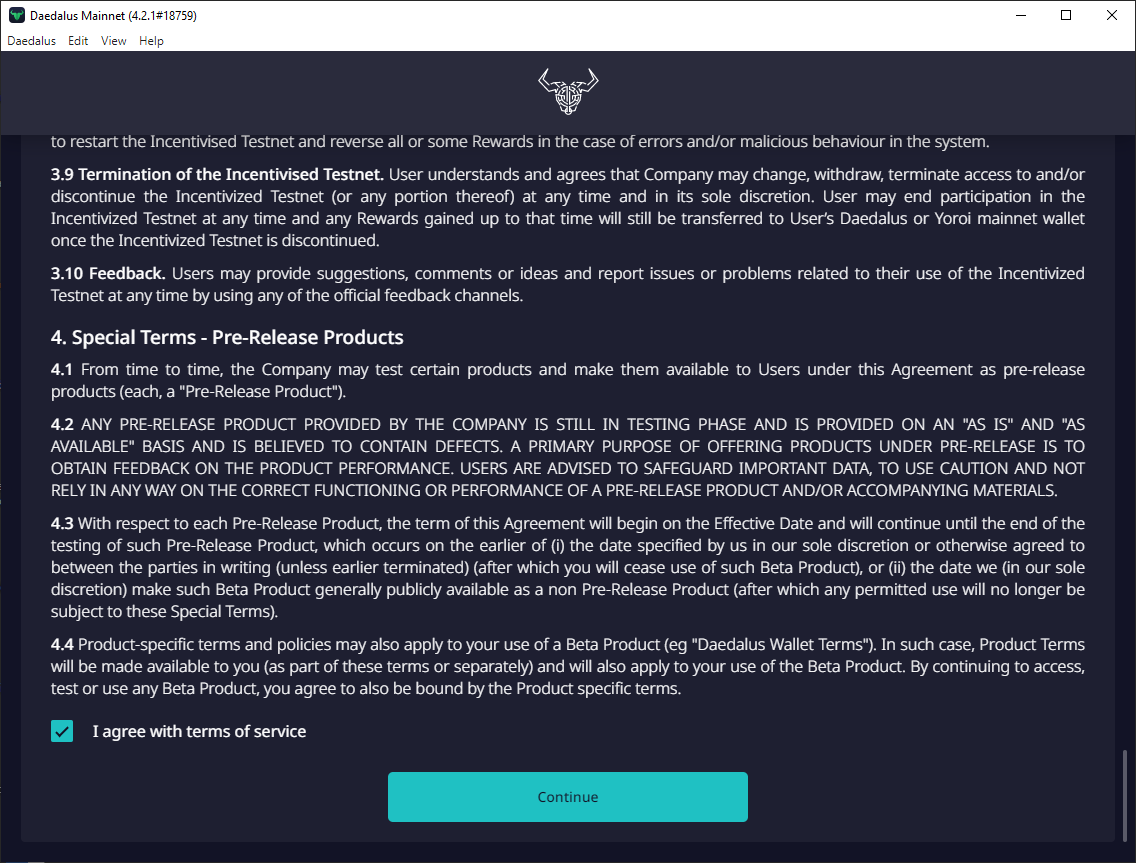 Daedalus Mainnet (4.2.1#18759)
Daedalus Edit View Help
to restart the Incentivised Testnet and reverse all or some Rewards in the case of errors and/or malicious behaviour in the system.
3.9 Termination of the Incentivised Testnet. User understands and agrees that Company may change, withdraw, terminate access to and/or
discontinue the Incentivized Testnet (or any portion thereof) at any time and in its sole discretion. User may end participation in the
Incentivized Testnet at any time and any Rewards gained up to that time will still be transferred to User’s Daedalus or Yoroi mainnet wallet
once the Incentivized Testnet is discontinued.
3.10 Feedback. Users may provide suggestions, comments or ideas and report issues or problems related to their use of the Incentivized
Testnet at any time by using any of the official feedback channels.
4. Special Terms - Pre-Release Products
4.1 From time to time, the Company may test certain products and make them available to Users under this Agreement as pre-release
products (each, a "Pre-Release Product").
4.2 ANY PRE-RELEASE PRODUCT PROVIDED BY THE COMPANY IS STILL IN TESTING PHASE AND IS PROVIDED ON AN "AS IS" AND "AS
AVAILABLE" BASIS AND IS BELIEVED TO CONTAIN DEFECTS. A PRIMARY PURPOSE OF OFFERING PRODUCTS UNDER PRE-RELEASE IS TO
OBTAIN FEEDBACK ON THE PRODUCT PERFORMANCE. USERS ARE ADVISED TO SAFEGUARD IMPORTANT DATA, TO USE CAUTION AND NOT
RELY IN ANY WAY ON THE CORRECT FUNCTIONING OR PERFORMANCE OF A PRE-RELEASE PRODUCT AND/OR ACCOMPANYING MATERIALS.
4.3 With respect to each Pre-Release Product, the term of this Agreement will begin on the Effective Date and will continue until the end of the
testing of such Pre-Release Product, which occurs on the earlier of (i) the date specified by us in our sole discretion or otherwise agreed to
between the parties in writing (unless earlier terminated) (after which you will cease use of such Beta Product), or (ii) the date we (in our sole
discretion) make such Beta Product generally publicly available as a non Pre-Release Product (after which any permitted use will no longer be
subject to these Special Terms).
4.4 Product-specific terms and policies may also apply to your use of a Beta Product (eg "Daedalus Wallet Terms"). In such case, Product Terms
will be made available to you (as part of these terms or separately) and will also apply to your use of the Beta Product. By continuing to access,
test or use any Beta Product, you agree to also be bound by the Product specific terms.
I agree with terms of service
Continue